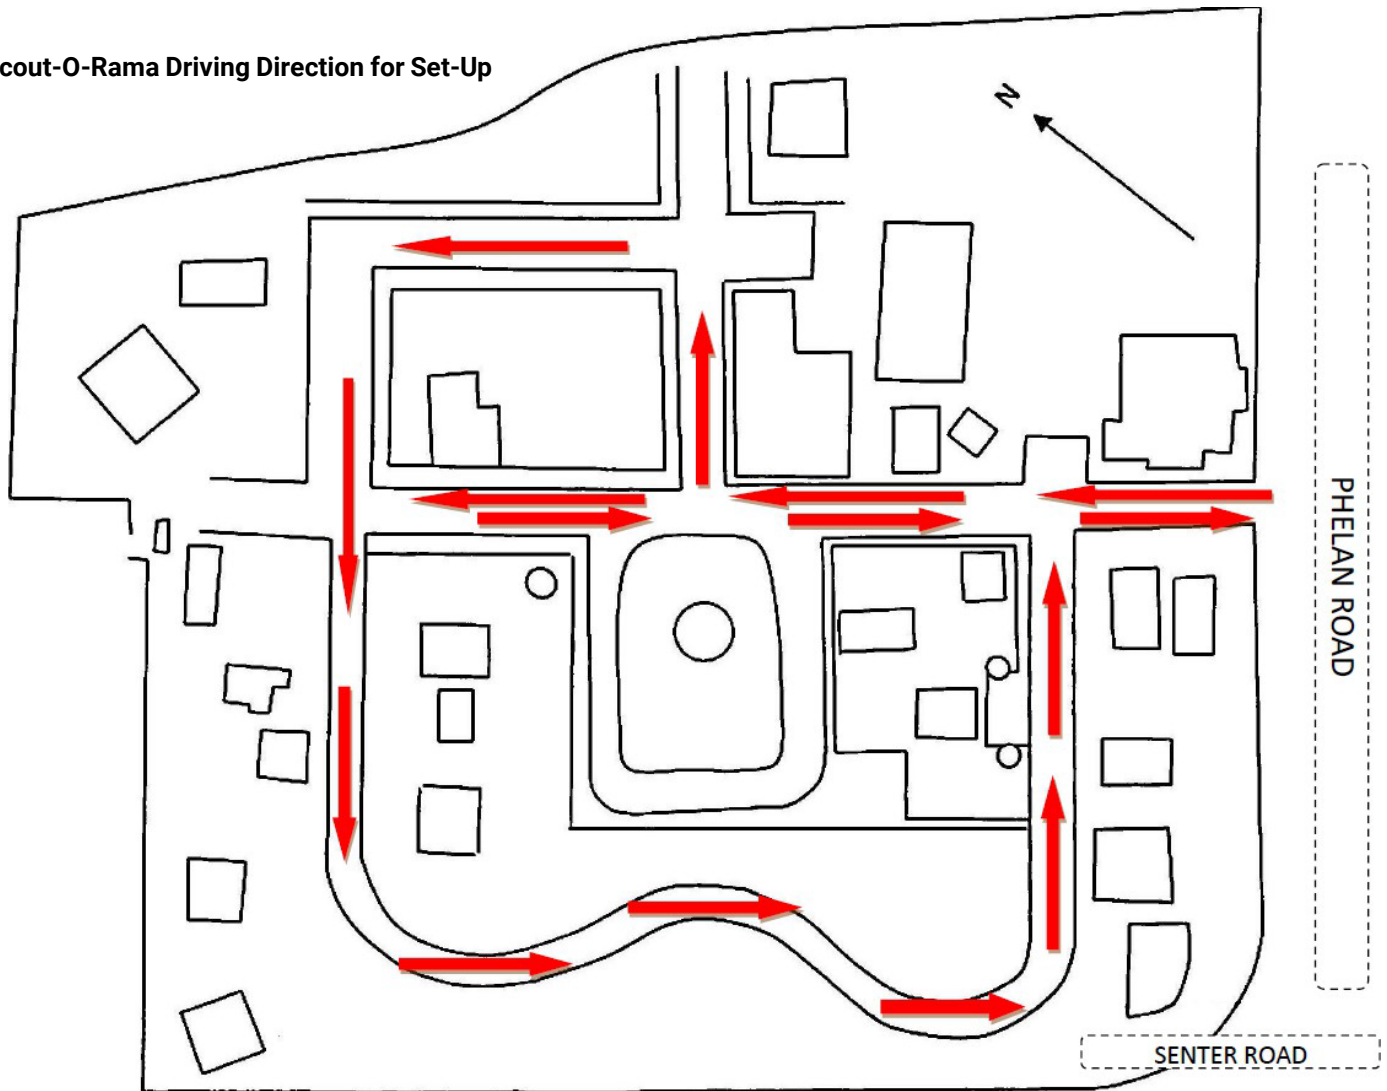 cout-O-Rama Driving Direction for Set-Up
N
PHELAN ROAD
SENTER ROAD